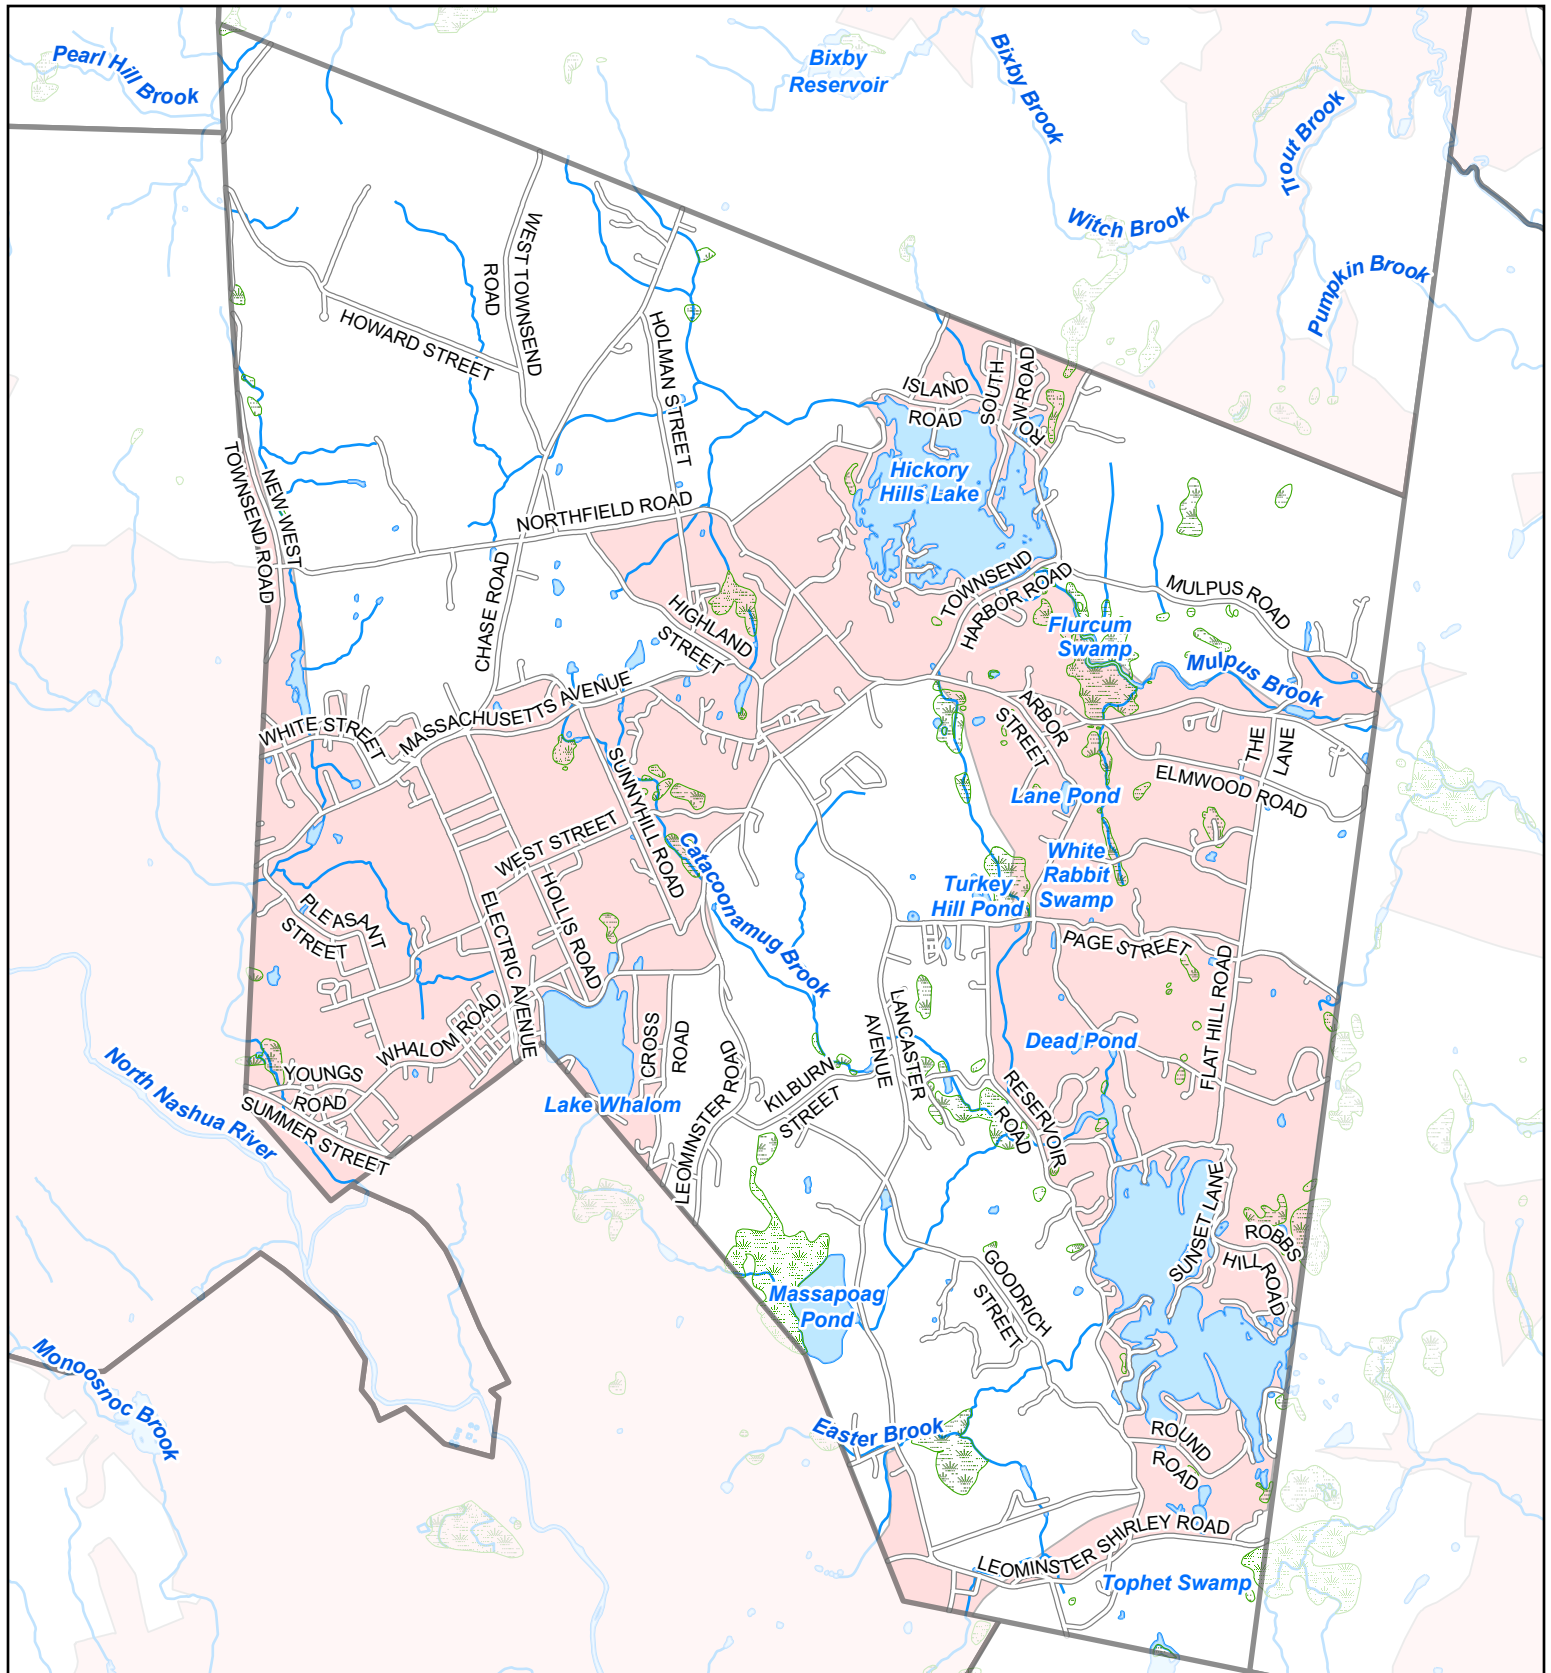 Pearl Hill Brook
Bixby
Reservoir
Bixby Brook
Trout Brook
Witch Brook
Pumpkin Brook
WEST TOWNSEND
ROAD
HOWARD STREET
HOLMAN STREET
ISLAND
ROAD
SOUTH
ROW ROAD
RO
Hickory
Hills Lake
NEW WEST
TOWNSEND ROAD
NORTHFIELD ROAD
CHASE ROAD
TOWNSEND
HARBOR ROAD
MULPUS ROAD
HIGHLAND
STREET
Flurcum
Swamp
Mulpus Brook
MASSACHUSETTS AVENUE
WHITE STREET
ARBOR
STREET
THE
LANE
ELMWOOD ROAD
SUNNYHILL ROAD
Lane Pond
WEST STREET
Catacoonamug Brook
White
Rabbit
Swamp
Turkey
Hill Pond
PLEASANT
STREET
ELECTRIC AVENUE
HOLLIS ROAD
PAGE STREET
FLAT HILL ROAD
LANCASTER
AVENUE
WHALOM ROAD
CROSS
ROAD
Dead Pond
North Nashua River
YOUNGS
ROAD
SUMMER STREET
Lake Whalom
LEOMINSTER ROAD
KILBURN
STREET
RESERVOIR
ROAD
SUNSET LANE
ROBBS
HILL ROAD
GOODRICH
STREET
Massapoag
Pond
Monoosnoc Brook
Easter Brook
ROUND
ROAD
LEOMINSTER SHIRLEY ROAD
Tophet Swamp